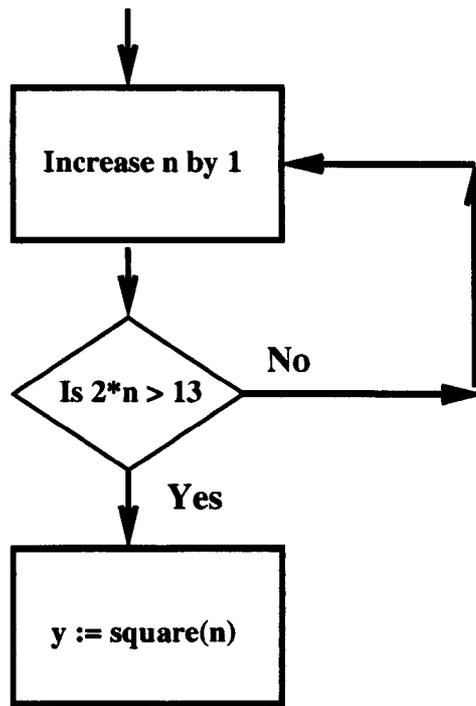 Increase n by 1
Is 2*n > 13
No
Yes
y := square(n)